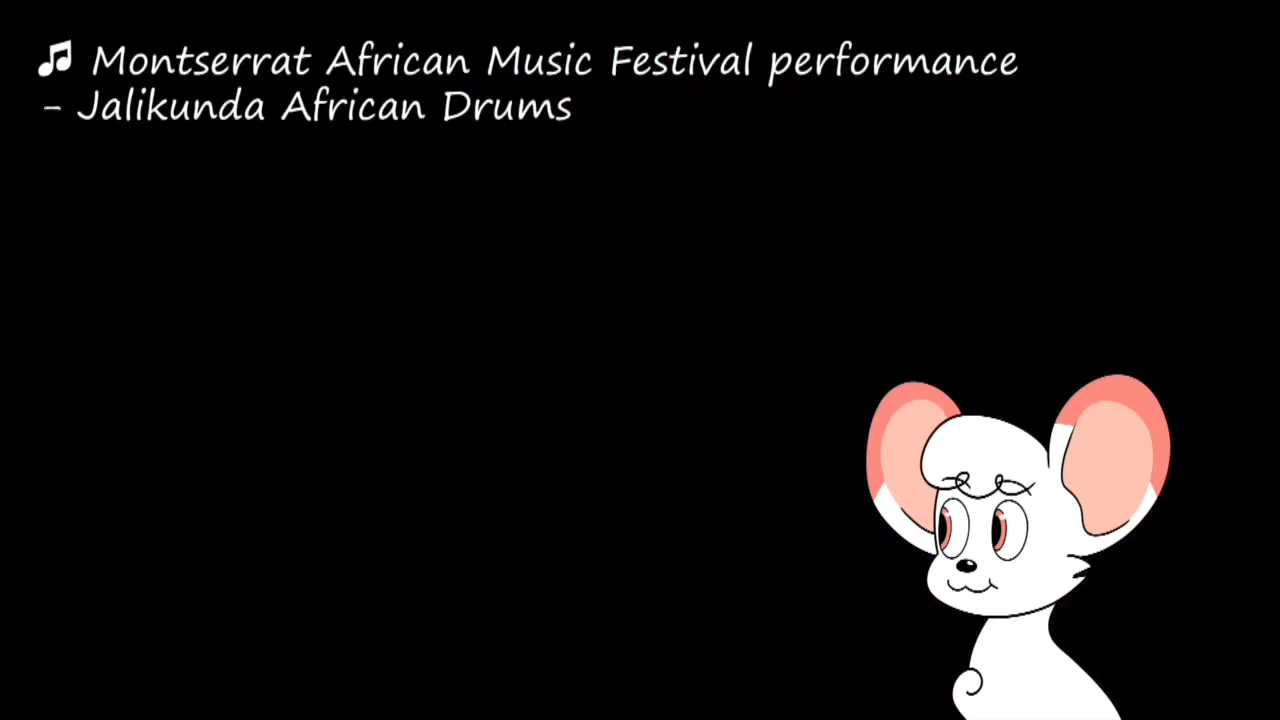 🎵 Montserrat African Music Festival performance
- Jalikunda African Drums